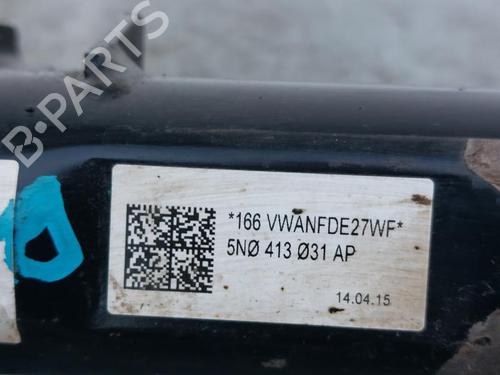 *166 VWANFDE27WF*
5NØ 413 Ø31 AP
14.04.15
B-PARTS